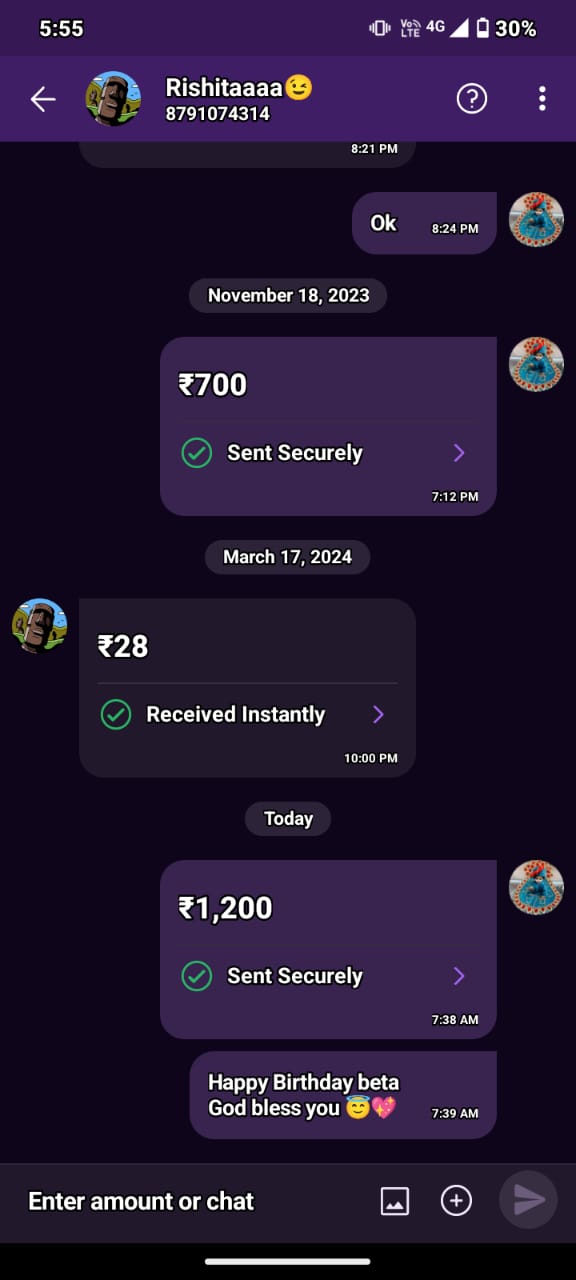 5:55
Vo LTE 4G 30%
Rishitaaaa😉
8791074314
8:21 PM
Ok 8:24 PM
November 18, 2023
₹700
Sent Securely
7:12 PM
March 17, 2024
₹28
Received Instantly
10:00 PM
Today
₹1,200
Sent Securely
7:38 AM
Happy Birthday beta
God bless you 😇💖 7:39 AM
Enter amount or chat